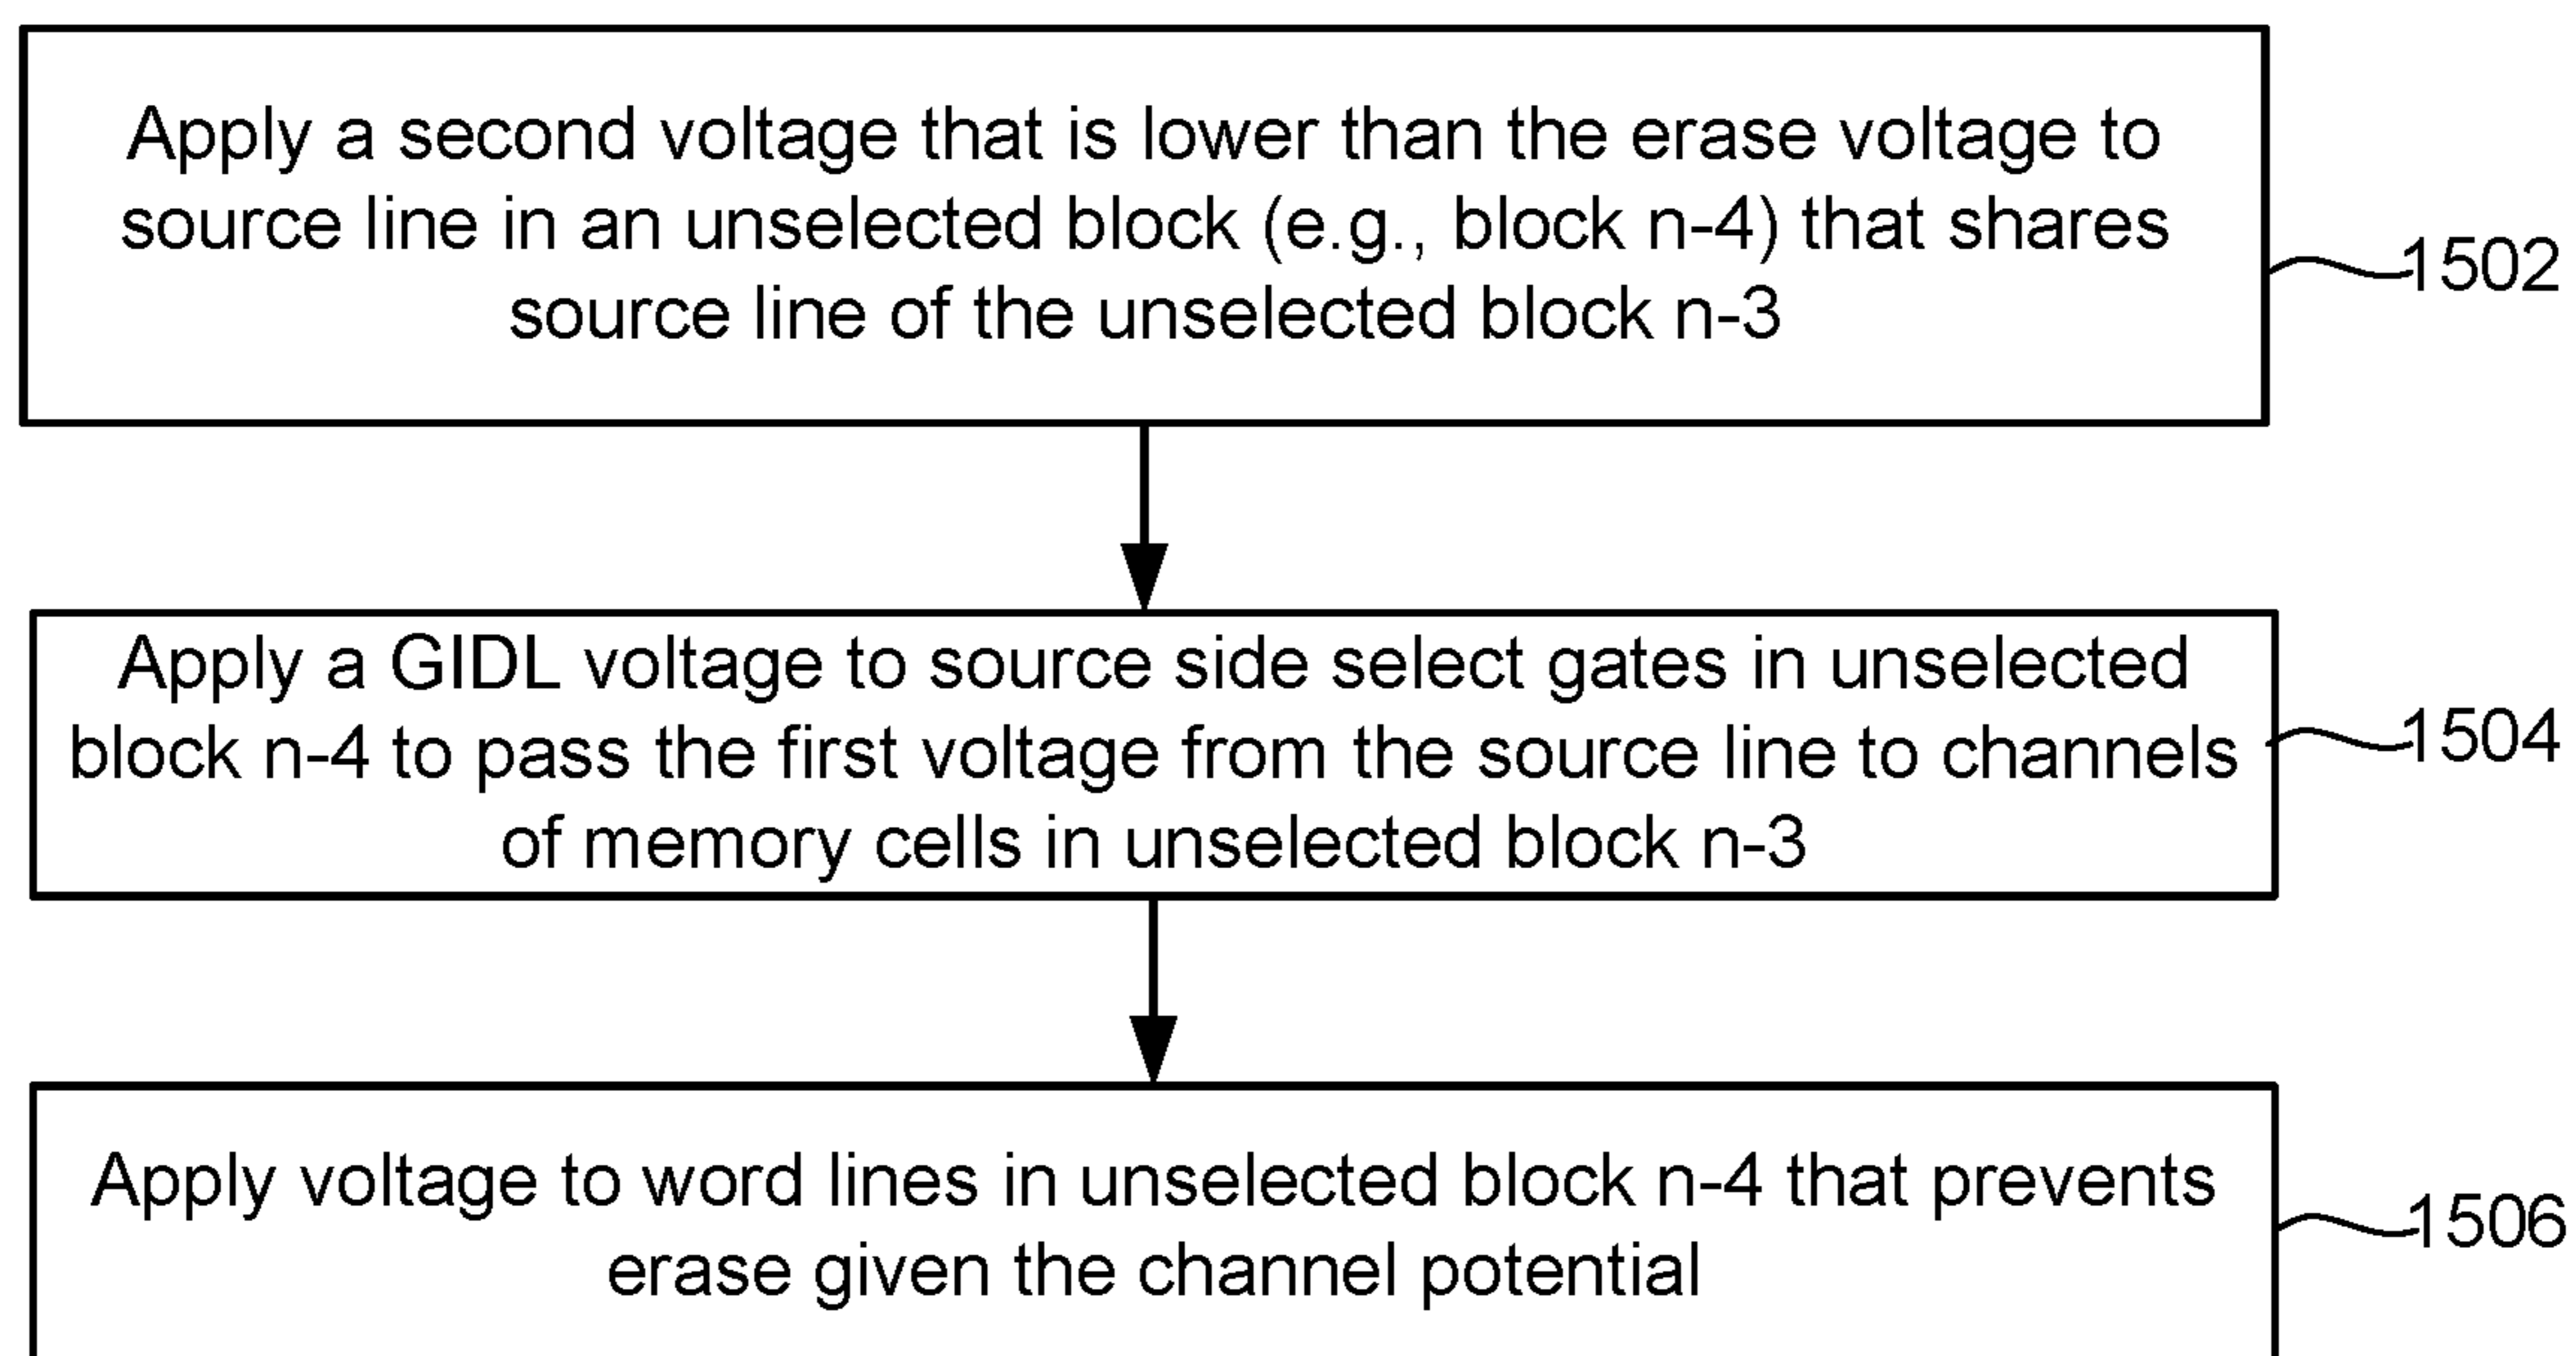 Apply a second voltage that is lower than the erase voltage to
source line in an unselected block (e.g., block n-4) that shares
source line of the unselected block n-3
1502
Apply a GIDL voltage to source side select gates in unselected
block n-4 to pass the first voltage from the source line to channels
of memory cells in unselected block n-3
1504
Apply voltage to word lines in unselected block n-4 that prevents
erase given the channel potential
1506